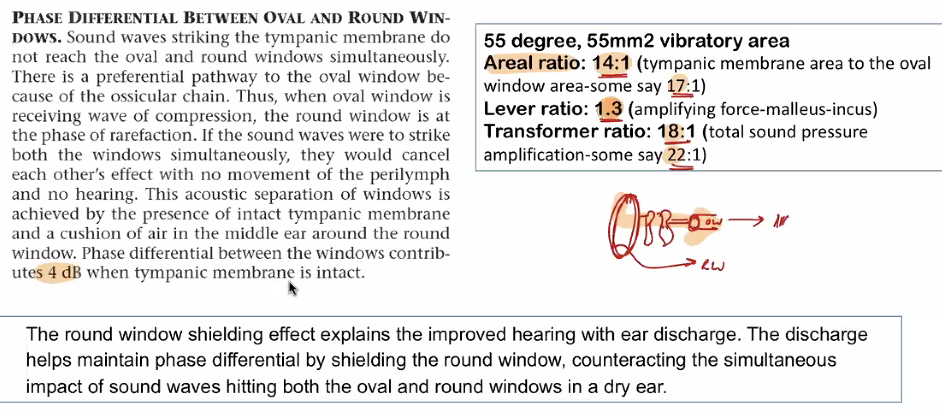 PHASE DIFFERENTIAL BETWEEN OVAL AND ROUND WIN-
DOWS. Sound waves striking the tympanic membrane do
not reach the oval and round windows simultaneously.
There is a preferential pathway to the oval window be-
cause of the ossicular chain. Thus, when oval window is
receiving wave of compression, the round window is at
the phase of rarefaction. If the sound waves were to strike
both the windows simultaneously, they would cancel
each other's effect with no movement of the perilymph
and no hearing. This acoustic separation of windows is
achieved by the presence of intact tympanic membrane
and a cushion of air in the middle ear around the round
window. Phase differential between the windows contrib-
utes 4 dB when tympanic membrane is intact.
55 degree, 55mm2 vibratory area
Areal ratio: 14:1 (tympanic membrane area to the oval
window area-some say 17:1)
Lever ratio: 1.3 (amplifying force-malleus-incus)
Transformer ratio: 18:1 (total sound pressure
amplification-some say 22:1)
OW
RW
The round window shielding effect explains the improved hearing with ear discharge. The discharge
helps maintain phase differential by shielding the round window, counteracting the simultaneous
impact of sound waves hitting both the oval and round windows in a dry ear.